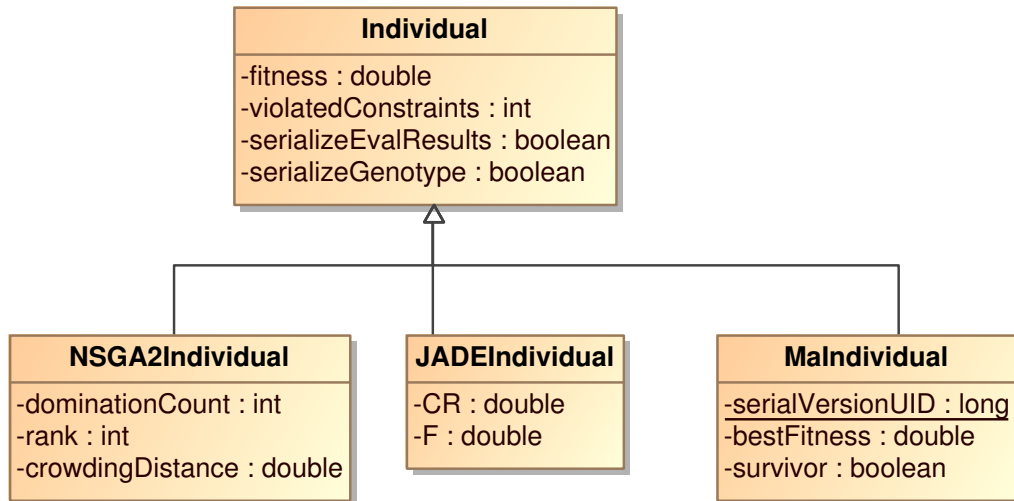 Individual
-fitness : double
-violatedConstraints : int
-serializeEvalResults : boolean
-serializeGenotype : boolean
NSGA2Individual
-dominationCount : int
-rank : int
-crowdingDistance : double
JADEIndividual
-CR : double
-F : double
MaIndividual
-serialVersionUID : long
-bestFitness : double
-survivor : boolean